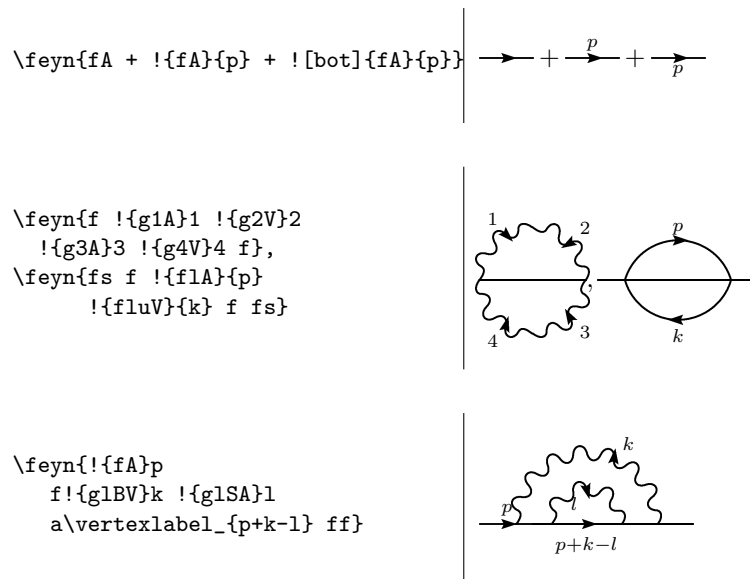 \feyn{fA + !{fA}{p} + ![bot]{fA}{p}}
+ p + p
\feyn{f !{g1A}1 !{g2V}2
!{g3A}3 !{g4V}4 f},
\feyn{fs f !{flA}{p}
!{fluV}{k} f fs}
1 2
4 3
,
p
k
\feyn{!{fA}p
f!{glBV}k !{glSA}l
a\vertexlabel_{p+k-l} ff}
k
p l
p+k−l